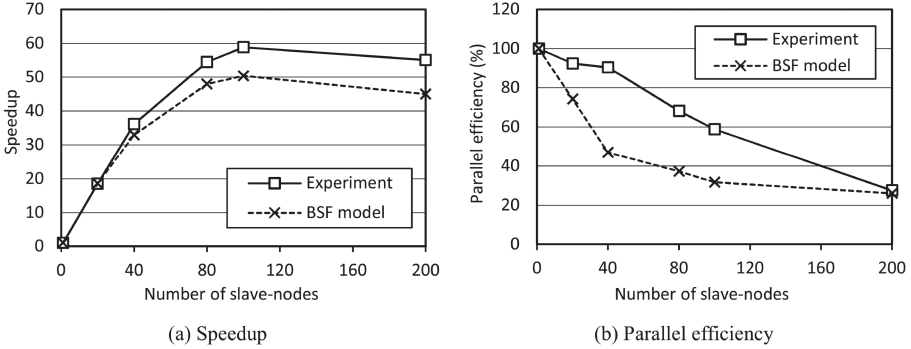 70
60
50
40
30
20
10
0
Speedup
Experiment
BSF model
0 40 80 120 160 200
Number of slave-nodes
(a) Speedup
120
100
80
60
40
20
0
Parallel efficiency (%)
Experiment
BSF model
0 40 80 120 160 200
Number of slave-nodes
(b) Parallel efficiency